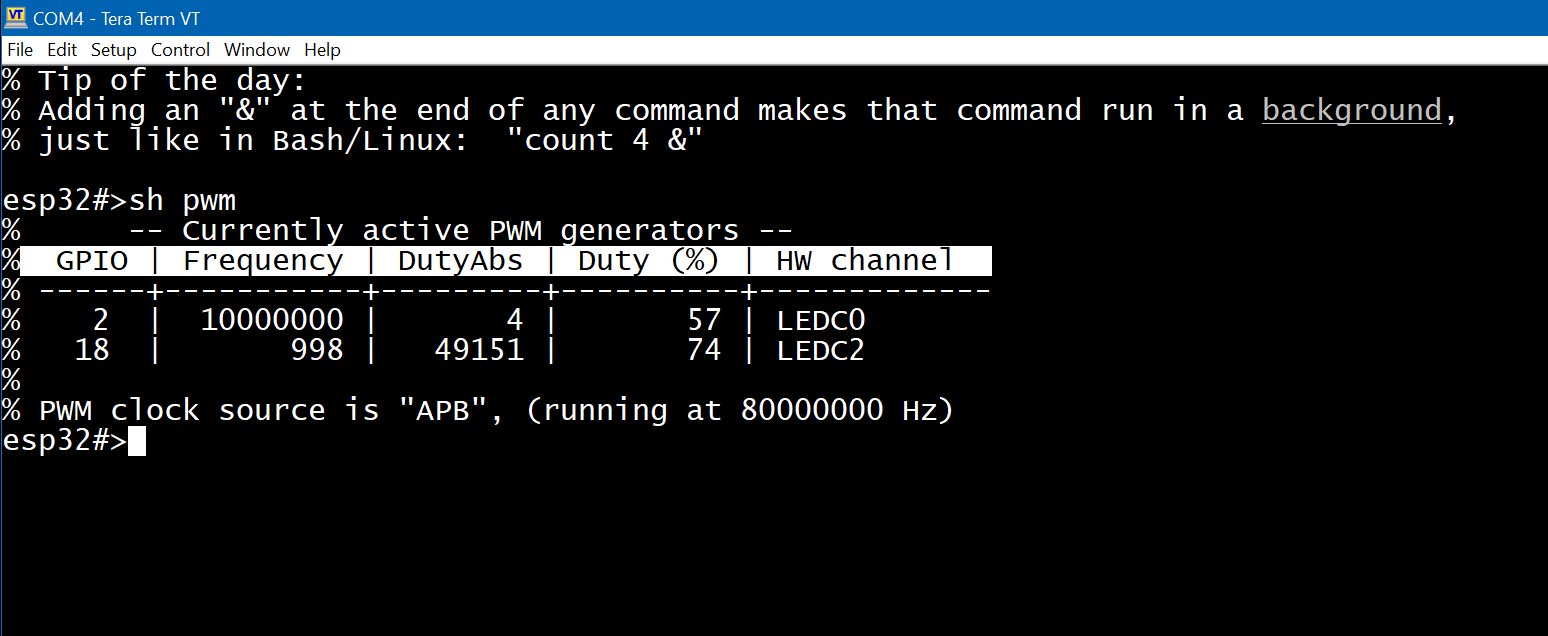 VT COM4 - Tera Term VT
File Edit Setup Control Window Help
% Tip of the day:
% Adding an "&" at the end of any command makes that command run in a background,
% just like in Bash/Linux:  "count 4 &"
esp32#>sh pwm
%      -- Currently active PWM generators --
%  GPIO | Frequency | DutyAbs | Duty (%) | HW channel
% ------+-----------+---------+----------+-------------
%    2  |  10000000 |       4 |       57 | LEDC0
%   18  |       998 |   49151 |       74 | LEDC2
%
% PWM clock source is "APB", (running at 80000000 Hz)
esp32#>